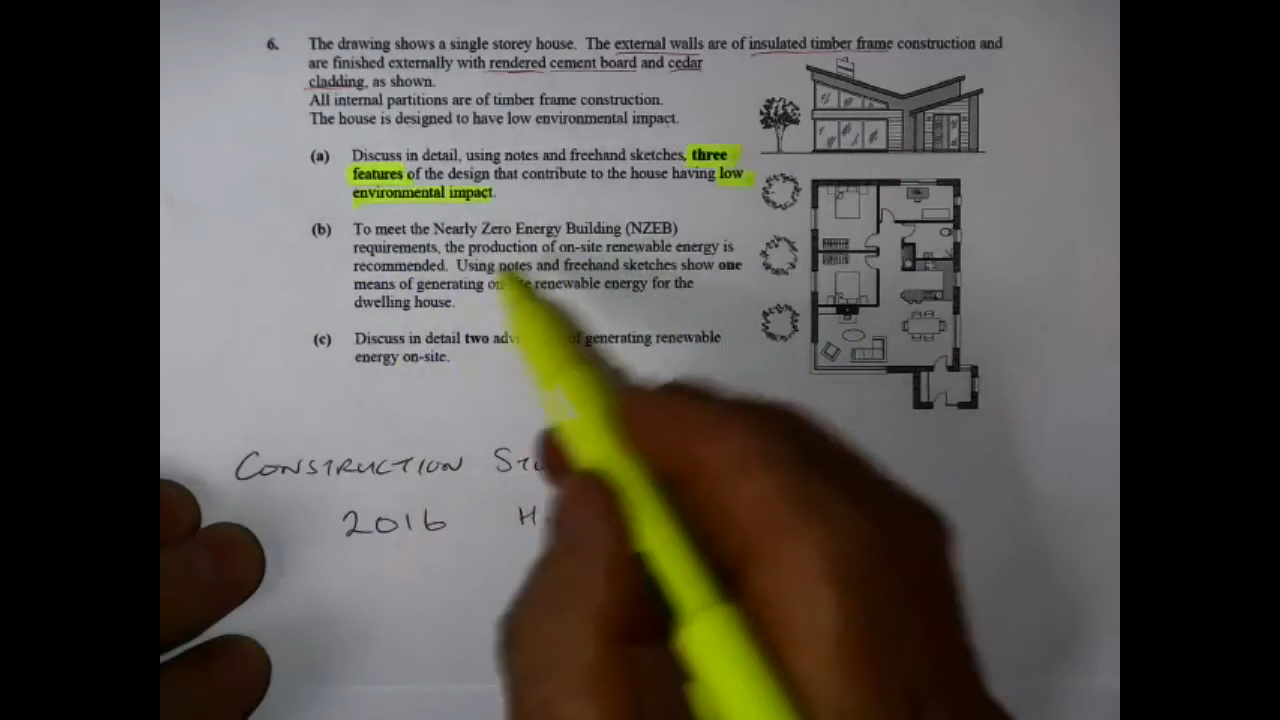 6. The drawing shows a single storey house. The external walls are of insulated timber frame construction and
are finished externally with rendered cement board and cedar
cladding, as shown.
All internal partitions are of timber frame construction.
The house is designed to have low environmental impact.
(a) Discuss in detail, using notes and freehand sketches, three
features of the design that contribute to the house having low
environmental impact.
(b) To meet the Nearly Zero Energy Building (NZEB)
requirements, the production of on-site renewable energy is
recommended. Using notes and freehand sketches show one
means of generating on-site renewable energy for the
dwelling house.
(c) Discuss in detail two of generating renewable
energy on-site.
CONSTRUCTION
2016 H